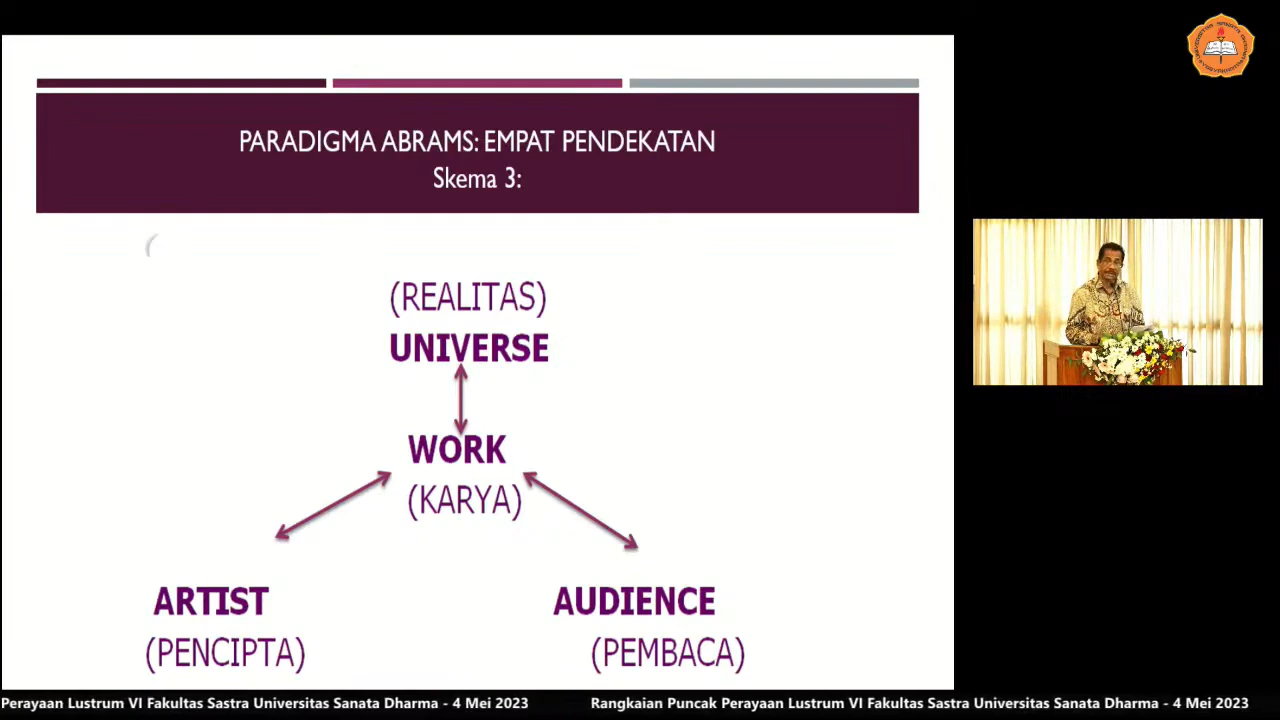 PARADIGMA ABRAMS: EMPAT PENDEKATAN
Skema 3:
(
(REALITAS)
UNIVERSE
WORK
(KARYA)
ARTIST
AUDIENCE
(PENCIPTA)
(PEMBACA)
Perayaan Lustrum VI Fakultas Sastra Universitas Sanata Dharma - 4 Mei 2023
Rangkaian Puncak Perayaan Lustrum VI Fakultas Sastra Universitas Sanata Dharma - 4 Mei 2023